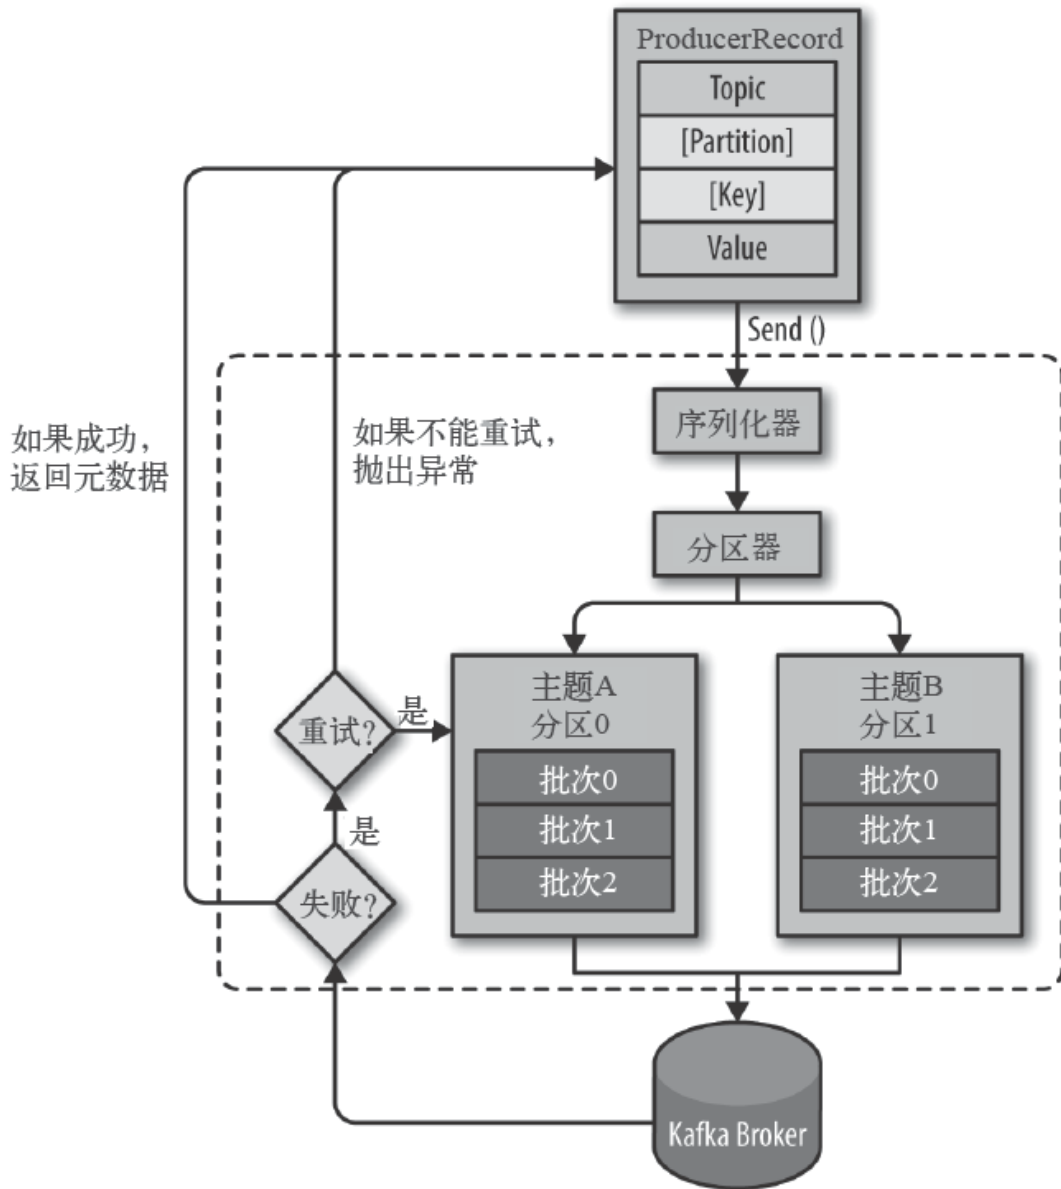 ProducerRecord
Topic
[Partition]
[Key]
Value
Send ()
序列化器
分区器
如果成功，
返回元数据
如果不能重试，
抛出异常
重试?
是
是
失败?
主题A
分区0
批次0
批次1
批次2
主题B
分区1
批次0
批次1
批次2
Kafka Broker